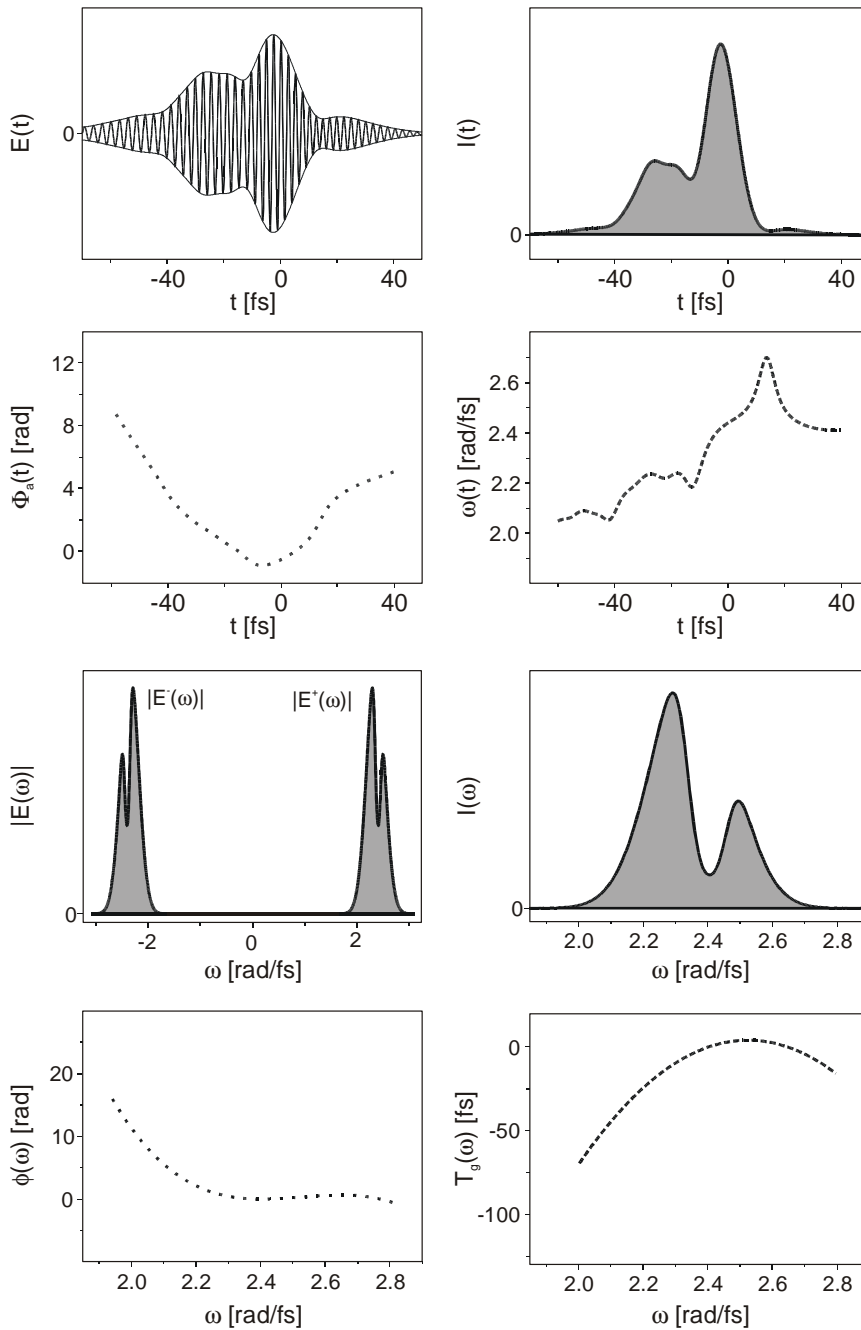 E(t)
0
-40
0
40
t [fs]
I(t)
0
-40
0
40
t [fs]
Φₐ(t) [rad]
12
8
4
0
-40
0
40
t [fs]
ω(t) [rad/fs]
2.6
2.4
2.2
2.0
-40
0
40
t [fs]
|E(ω)|
|E⁻(ω)|
|E⁺(ω)|
0
-2
0
2
ω [rad/fs]
I(ω)
0
2.0
2.2
2.4
2.6
2.8
ω [rad/fs]
ϕ(ω) [rad]
20
10
0
2.0
2.2
2.4
2.6
2.8
ω [rad/fs]
T_g(ω) [fs]
0
-50
-100
2.0
2.2
2.4
2.6
2.8
ω [rad/fs]